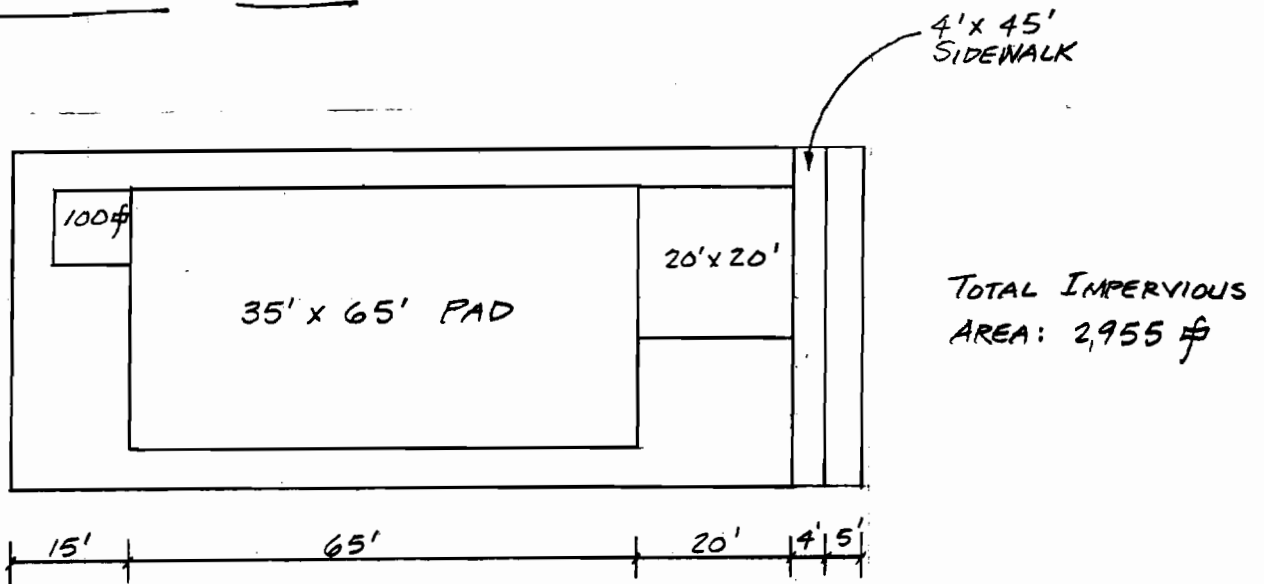 4' x 45'
SIDEWALK
100 ⌗
20' x 20'
35' x 65' PAD
TOTAL IMPERVIOUS
AREA: 2,955 ⌗
15' 65' 20' 4' 5'